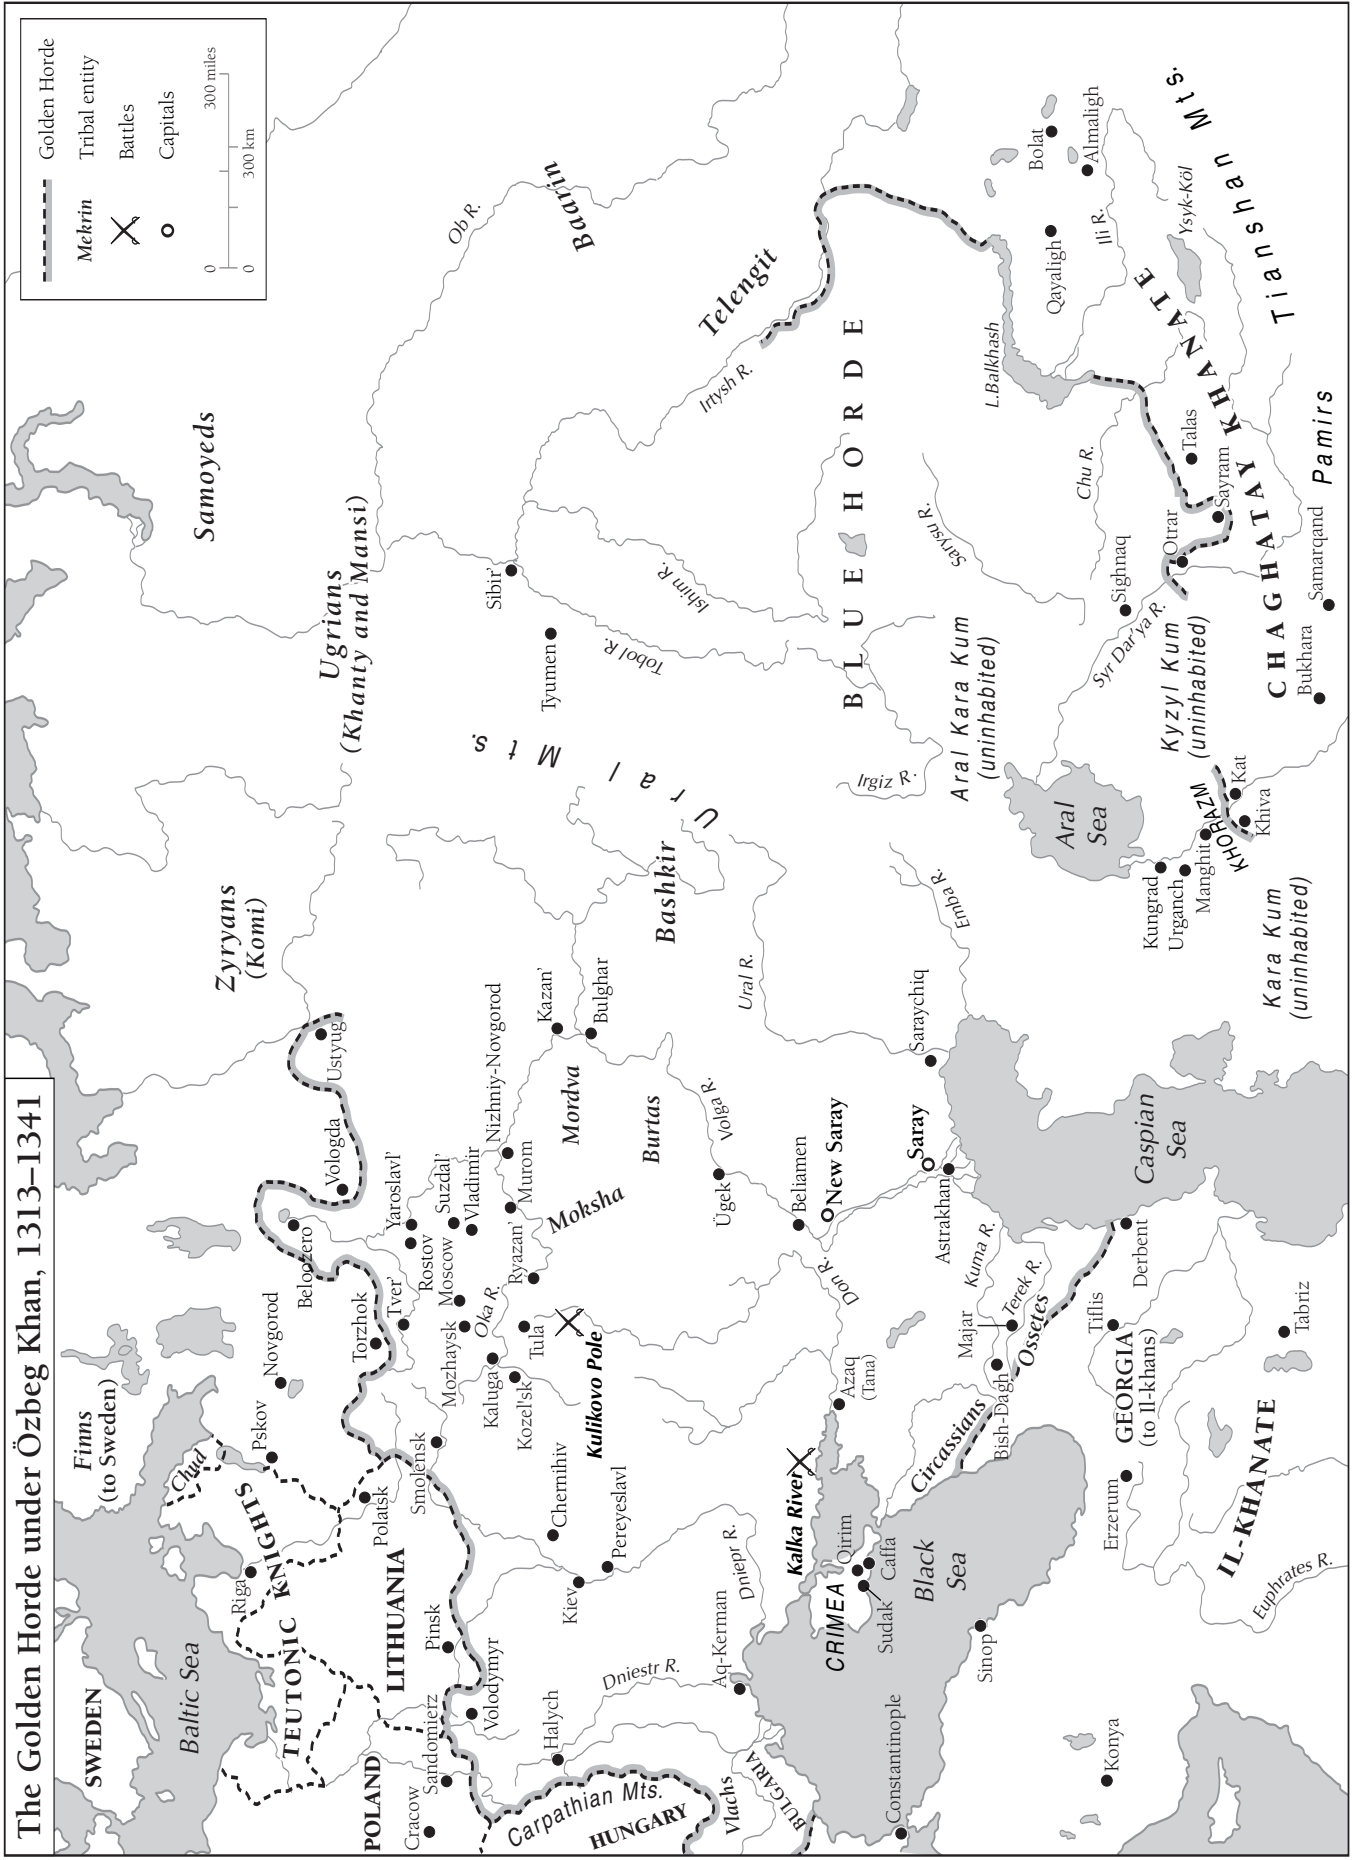 The Golden Horde under Özbeg Khan, 1313–1341
Golden Horde
Mekrin
Tribal entity
Battles
Capitals
0
300 miles
0
300 km
SWEDEN
Finns
(to Sweden)
Baltic Sea
Chud
Riga
Pskov
Novgorod
TEUTONIC KNIGHTS
LITHUANIA
POLAND
Cracow
Sandomierz
Pinsk
Volodymyr
Polatsk
Smolensk
Torzhok
Tver'
Beloozero
Vologda
Ustyug
Yaroslavl'
Rostov
Suzdal'
Vladimir
Moscow
Mozhaysk
Oka R.
Kaluga
Kozel'sk
Tula
Ryazan'
Murom
Nizhniy-Novgorod
Kazan'
Bulghar
Kulikovo Pole
Moksha
Mordva
Burtas
Bashkir
Zyryans
(Komi)
Samoyeds
Ugrians
(Khanty and Mansi)
Ural Mts.
Tyumen
Sibir'
Tobol R.
Ishim R.
Irtysh R.
Ob R.
Baarin
Telengit
Chernihiv
Kiev
Pereyeslavl
Halych
Dniestr R.
Dniepr R.
Aq-Kerman
Carpathian Mts.
HUNGARY
Vlachs
BULGARIA
Constantinople
Black
Sea
CRIMEA
Qirim
Caffa
Sudak
Kalka River
Azaq
(Tana)
Don R.
Volga R.
Ügek
Beliamen
New Saray
Saray
Astrakhan
Saraychiq
Ural R.
Emba R.
Irgiz R.
Circassians
Bish-Dagh
Majar
Kuma R.
Terek R.
Ossetes
Derbent
Tiflis
GEORGIA
(to Il-khans)
Caspian
Sea
Sinop
Konya
Erzerum
IL-KHANATE
Euphrates R.
Tabriz
BLUE HORDE
Aral Kara Kum
(uninhabited)
Aral
Sea
Sarysu R.
Chu R.
L.Balkhash
Qayaligh
Bolat
Almaligh
Ili R.
Ysyk-Köl
Tianshan Mts.
Pamirs
CHAGHATAY KHANATE
Talas
Sayram
Otrar
Sighnaq
Syr Dar'ya R.
Kyzyl Kum
(uninhabited)
Samarqand
Bukhara
KHORAZM
Kat
Khiva
Manghit
Urganch
Kungrad
Kara Kum
(uninhabited)